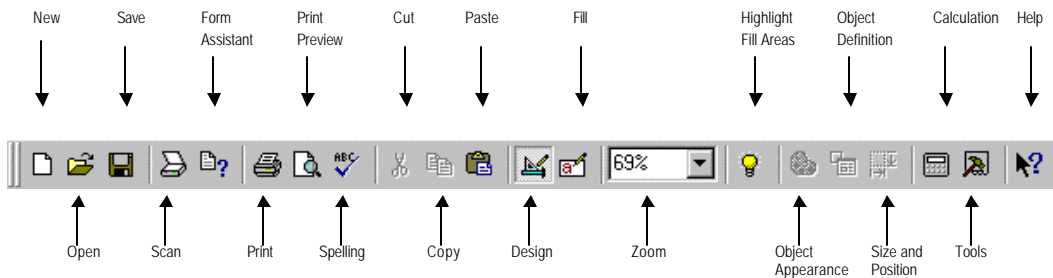 New Save Form Print Cut Paste Fill Highlight Object Calculation Help
Assistant Preview Fill Areas Definition
ABC
a
69%
?
?
Open Scan Print Spelling Copy Design Zoom Object Size and Tools
Appearance Position